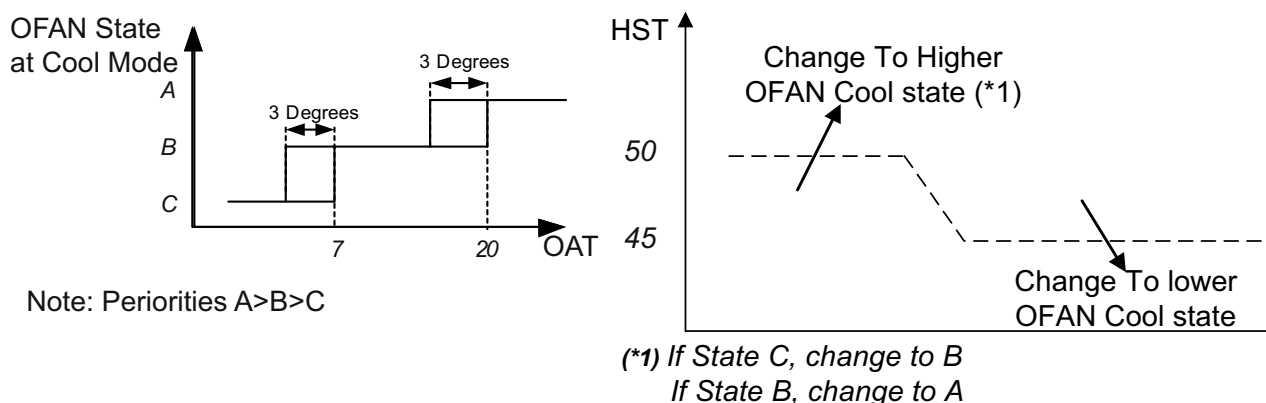 OFAN State
at Cool Mode
A
B
C
3 Degrees
3 Degrees
7
20
OAT
Note: Periorities A>B>C
HST
Change To Higher
OFAN Cool state (*1)
50
45
Change To lower
OFAN Cool state
(*1) If State C, change to B
If State B, change to A